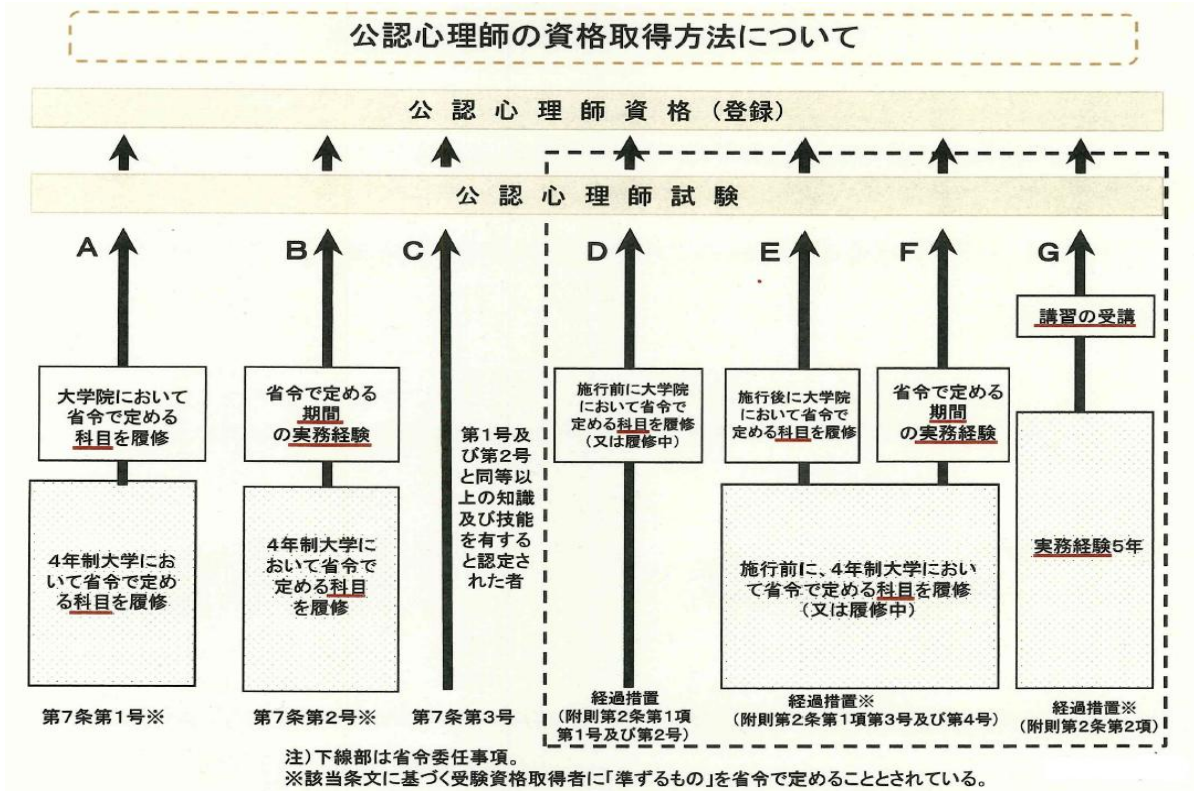 公認心理師の資格取得方法について
公認心理師資格(登録)
公認心理師試験
A
B
C
D
E
F
G
講習の受講
大学院において
省令で定める
科目を履修
省令で定める
期間
の実務経験
第1号及
び第2号
と同等以
上の知識
及び技能
を有する
と認定さ
れた者
施行前に大学院
において省令で
定める科目を履修
(又は履修中)
施行後に大学院
において省令で
定める科目を履修
省令で定める
期間
の実務経験
4年制大学にお
いて省令で定め
る科目を履修
4年制大学に
おいて省令で
定める科目
を履修
施行前に、4年制大学におい
て省令で定める科目を履修
(又は履修中)
実務経験5年
第7条第1号※
第7条第2号※
第7条第3号
経過措置
(附則第2条第1項
第1号及び第2号)
経過措置※
(附則第2条第1項第3号及び第4号)
経過措置※
(附則第2条第2項)
注)下線部は省令委任事項。
※該当条文に基づく受験資格取得者に「準ずるもの」を省令で定めることとされている。